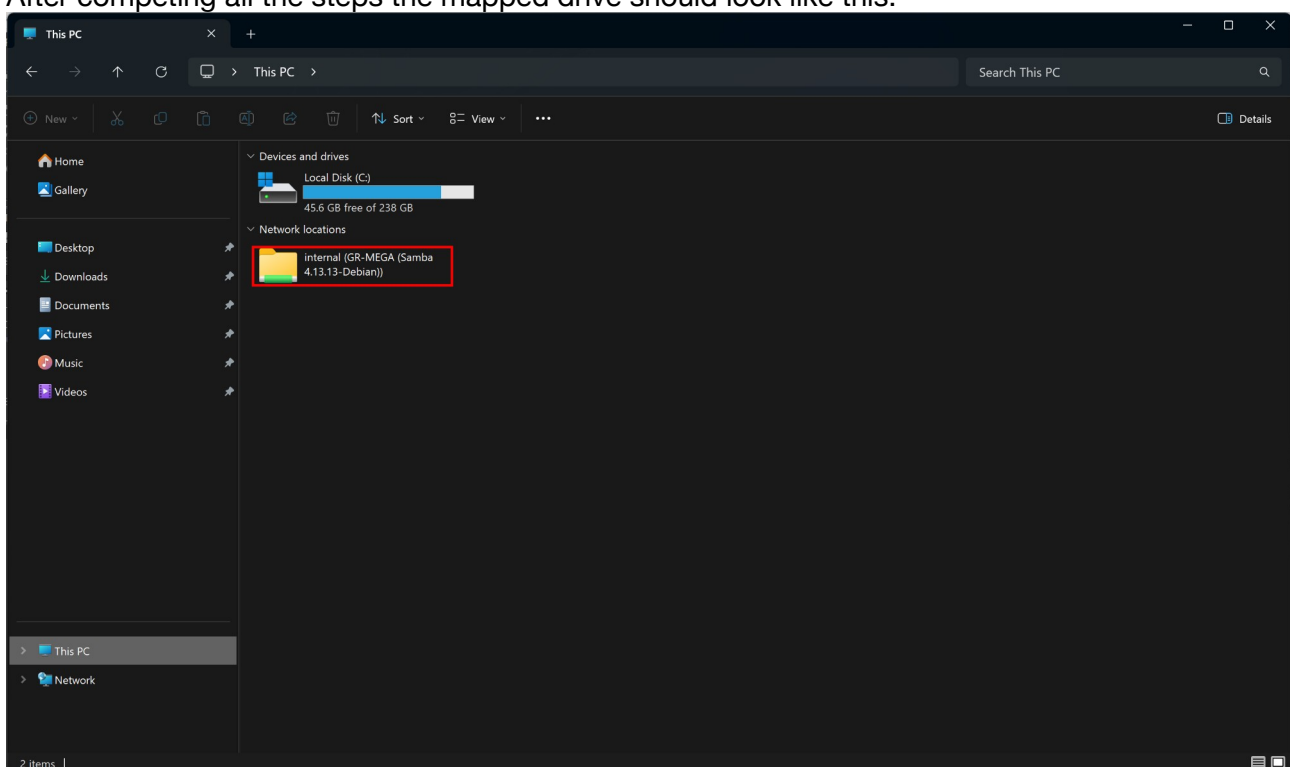 After competing all the steps the mapped drive should look like this.
This PC
This PC
Search This PC
New
Sort
View
Details
Home
Gallery
Desktop
Downloads
Documents
Pictures
Music
Videos
This PC
Network
Devices and drives
Local Disk (C:)
45.6 GB free of 238 GB
Network locations
internal (GR-MEGA (Samba
4.13.13-Debian))
2 items